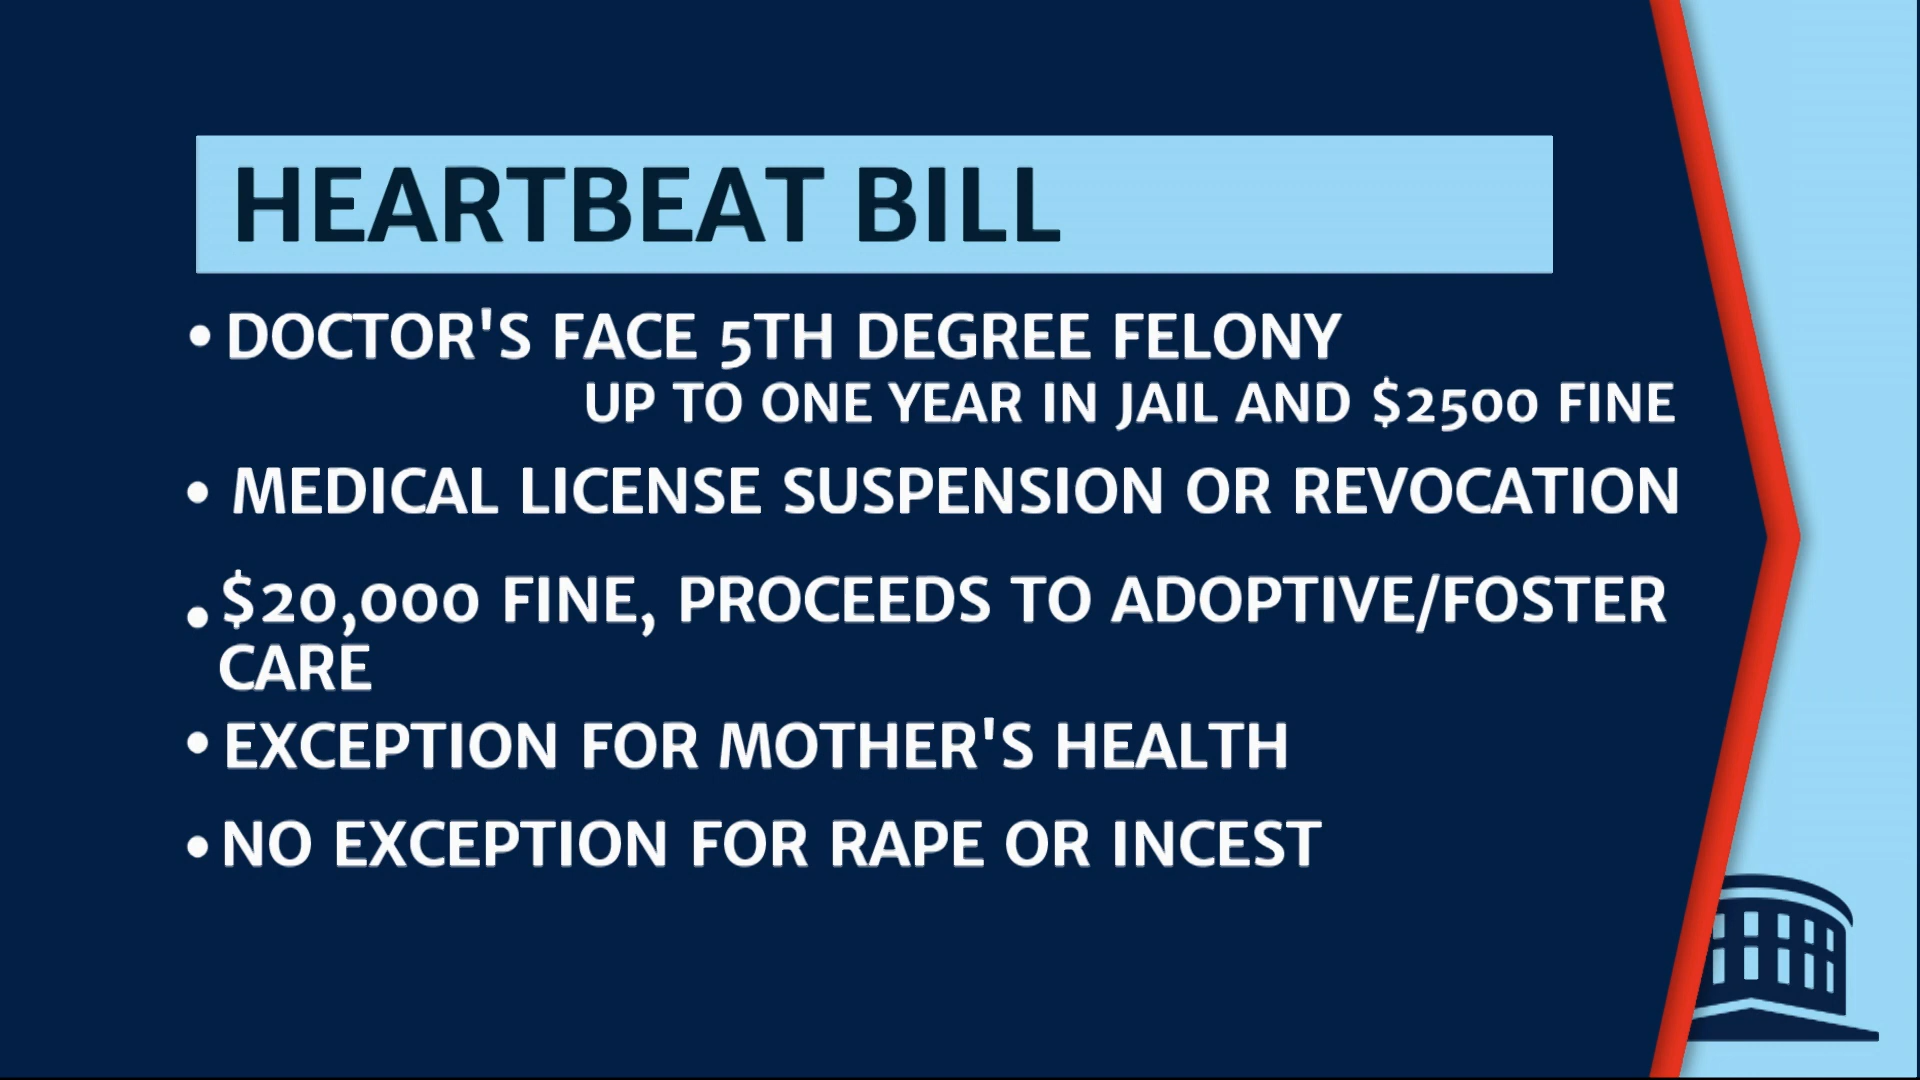 HEARTBEAT BILL
• DOCTOR'S FACE 5TH DEGREE FELONY
UP TO ONE YEAR IN JAIL AND $2500 FINE
• MEDICAL LICENSE SUSPENSION OR REVOCATION
• $20,000 FINE, PROCEEDS TO ADOPTIVE/FOSTER
CARE
• EXCEPTION FOR MOTHER'S HEALTH
• NO EXCEPTION FOR RAPE OR INCEST